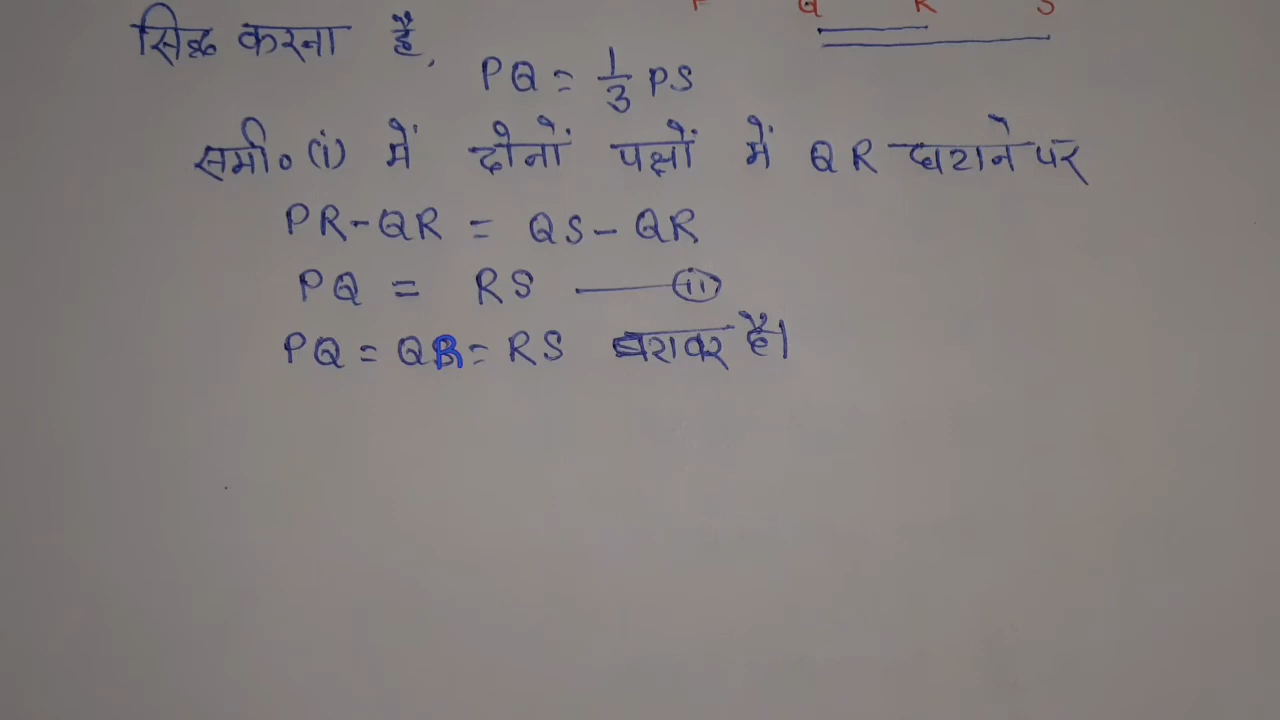 P Q R S
सिद्ध करना है,
PQ = 1/3 PS
समी० (i) में दोनों पक्षों में QR घटाने पर
PR - QR = QS - QR
PQ = RS —— (ii)
PQ = QR = RS बराबर है।